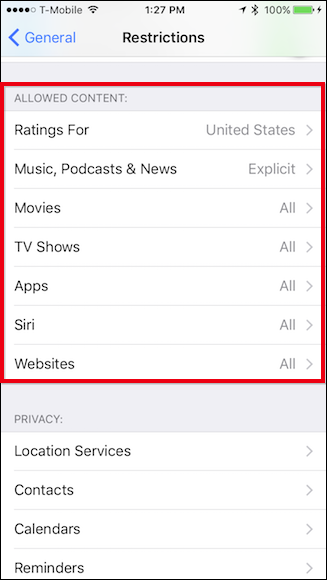 T-Mobile 1:27 PM 100%
General Restrictions
ALLOWED CONTENT:
Ratings For United States
Music, Podcasts & News Explicit
Movies All
TV Shows All
Apps All
Siri All
Websites All
PRIVACY:
Location Services
Contacts
Calendars
Reminders